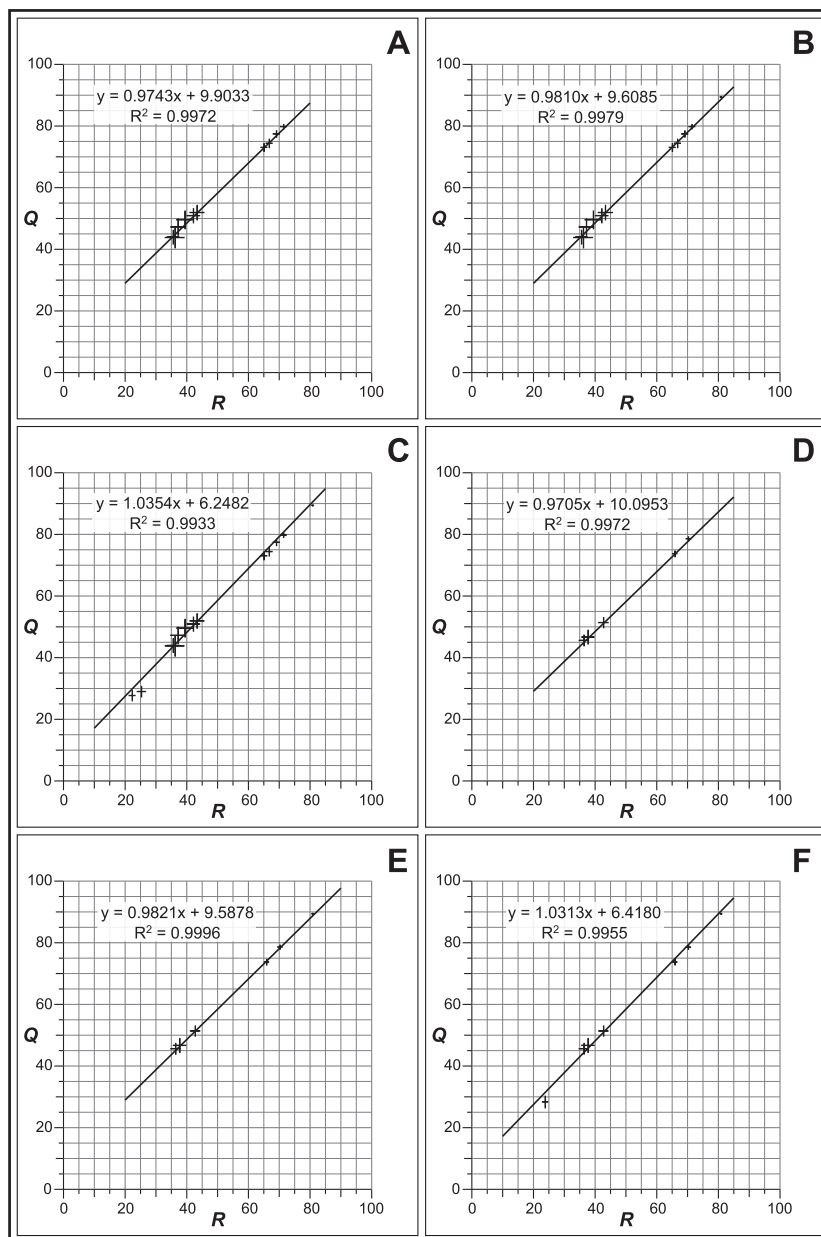 A
100
y = 0.9743x + 9.9033
R² = 0.9972
80
60
Q
40
20
0
0 20 40 60 80 100
R
B
100
y = 0.9810x + 9.6085
R² = 0.9979
80
60
Q
40
20
0
0 20 40 60 80 100
R
C
100
y = 1.0354x + 6.2482
R² = 0.9933
80
60
Q
40
20
0
0 20 40 60 80 100
R
D
100
y = 0.9705x + 10.0953
R² = 0.9972
80
60
Q
40
20
0
0 20 40 60 80 100
R
E
100
y = 0.9821x + 9.5878
R² = 0.9996
80
60
Q
40
20
0
0 20 40 60 80 100
R
F
100
y = 1.0313x + 6.4180
R² = 0.9955
80
60
Q
40
20
0
0 20 40 60 80 100
R